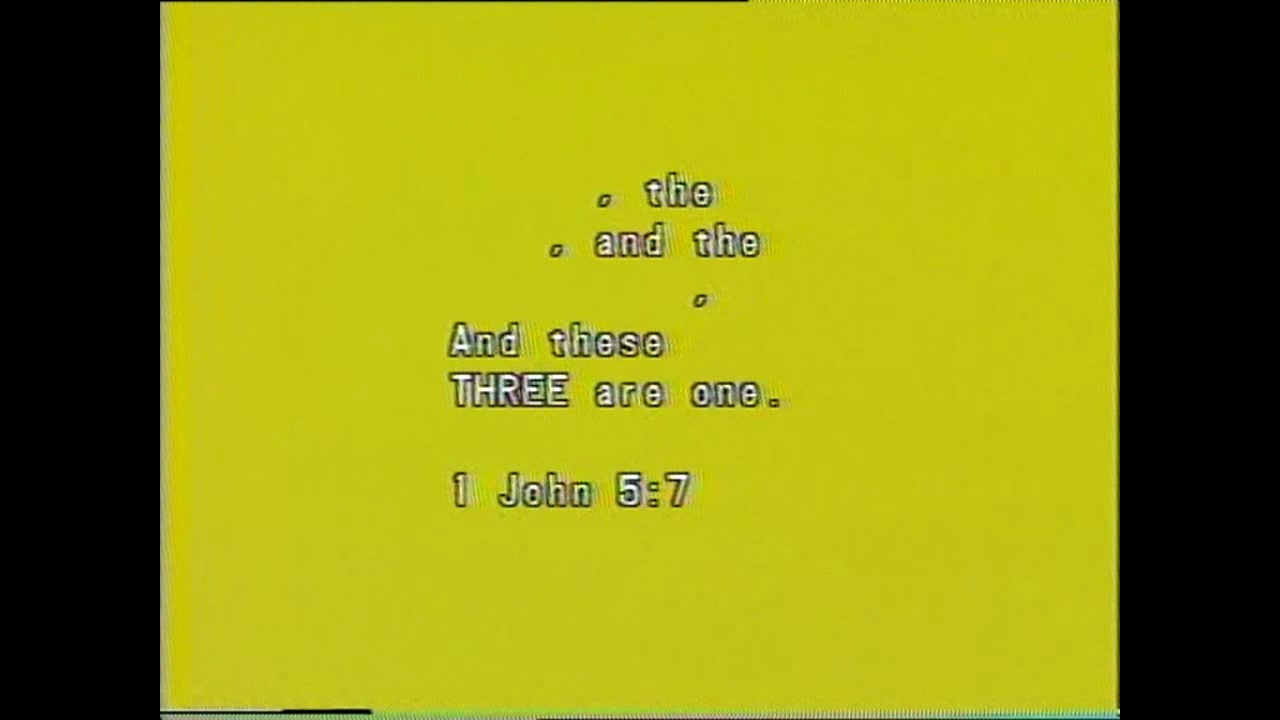 , the
, and the
,
And these
THREE are one.
1 John 5:7